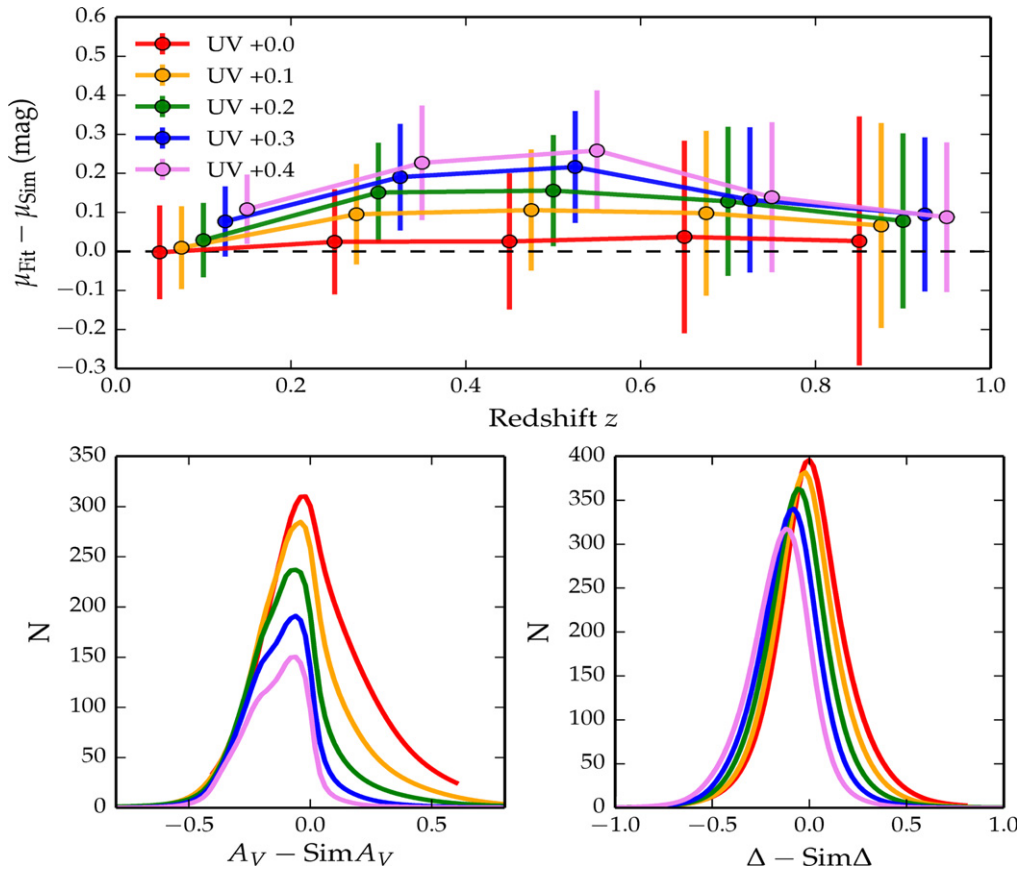 0.6
0.5
0.4
0.3
0.2
0.1
0.0
−0.1
−0.2
−0.3
μFit − μSim (mag)
UV +0.0
UV +0.1
UV +0.2
UV +0.3
UV +0.4
0.0 0.2 0.4 0.6 0.8 1.0
Redshift z
350
300
250
200
150
100
50
0
N
−0.5 0.0 0.5
AV − SimAV
400
350
300
250
200
150
100
50
0
N
−1.0 −0.5 0.0 0.5 1.0
Δ − SimΔ